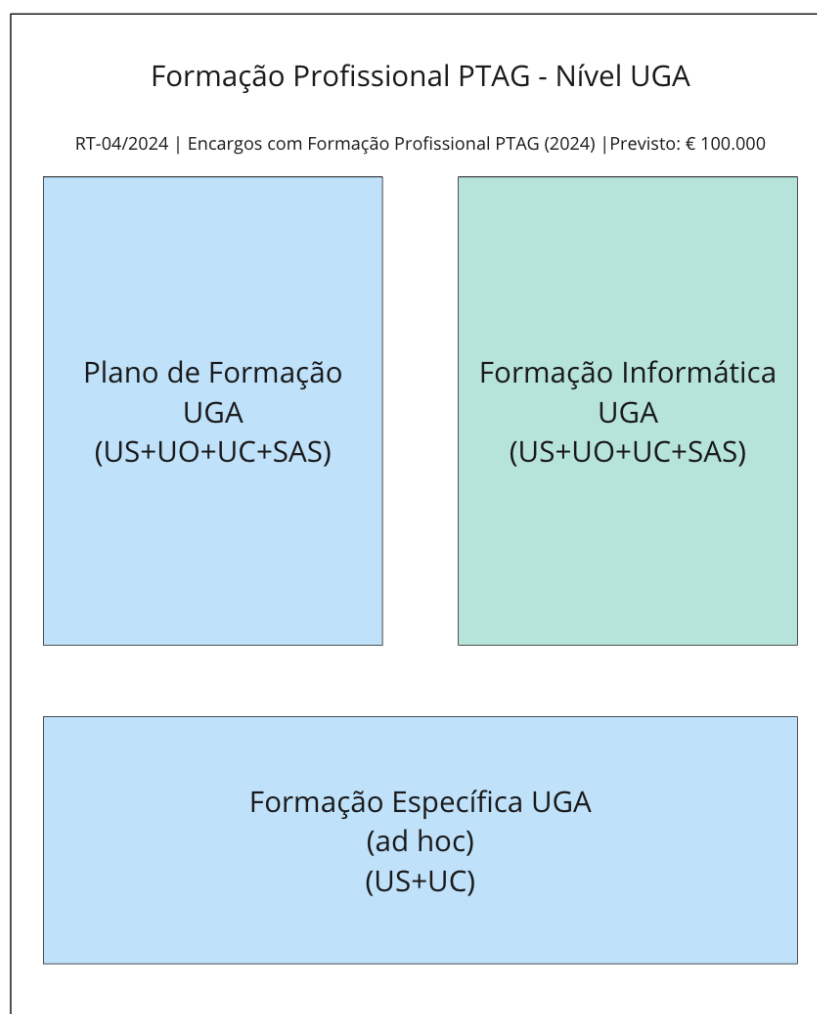 Formação Profissional PTAG - Nível UGA
RT-04/2024 | Encargos com Formação Profissional PTAG (2024) |Previsto: € 100.000
Plano de Formação
UGA
(US+UO+UC+SAS)
Formação Informática
UGA
(US+UO+UC+SAS)
Formação Específica UGA
(ad hoc)
(US+UC)